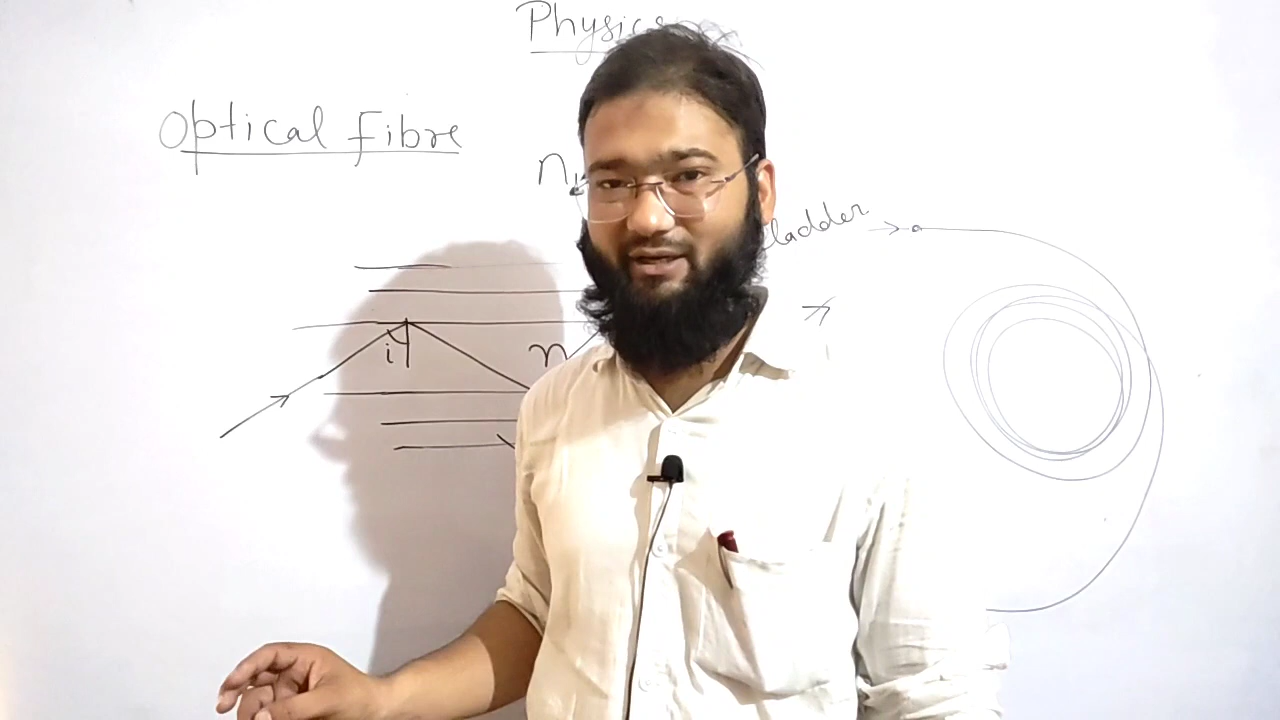 Physics
Optical Fibre
n
cladder
i
n